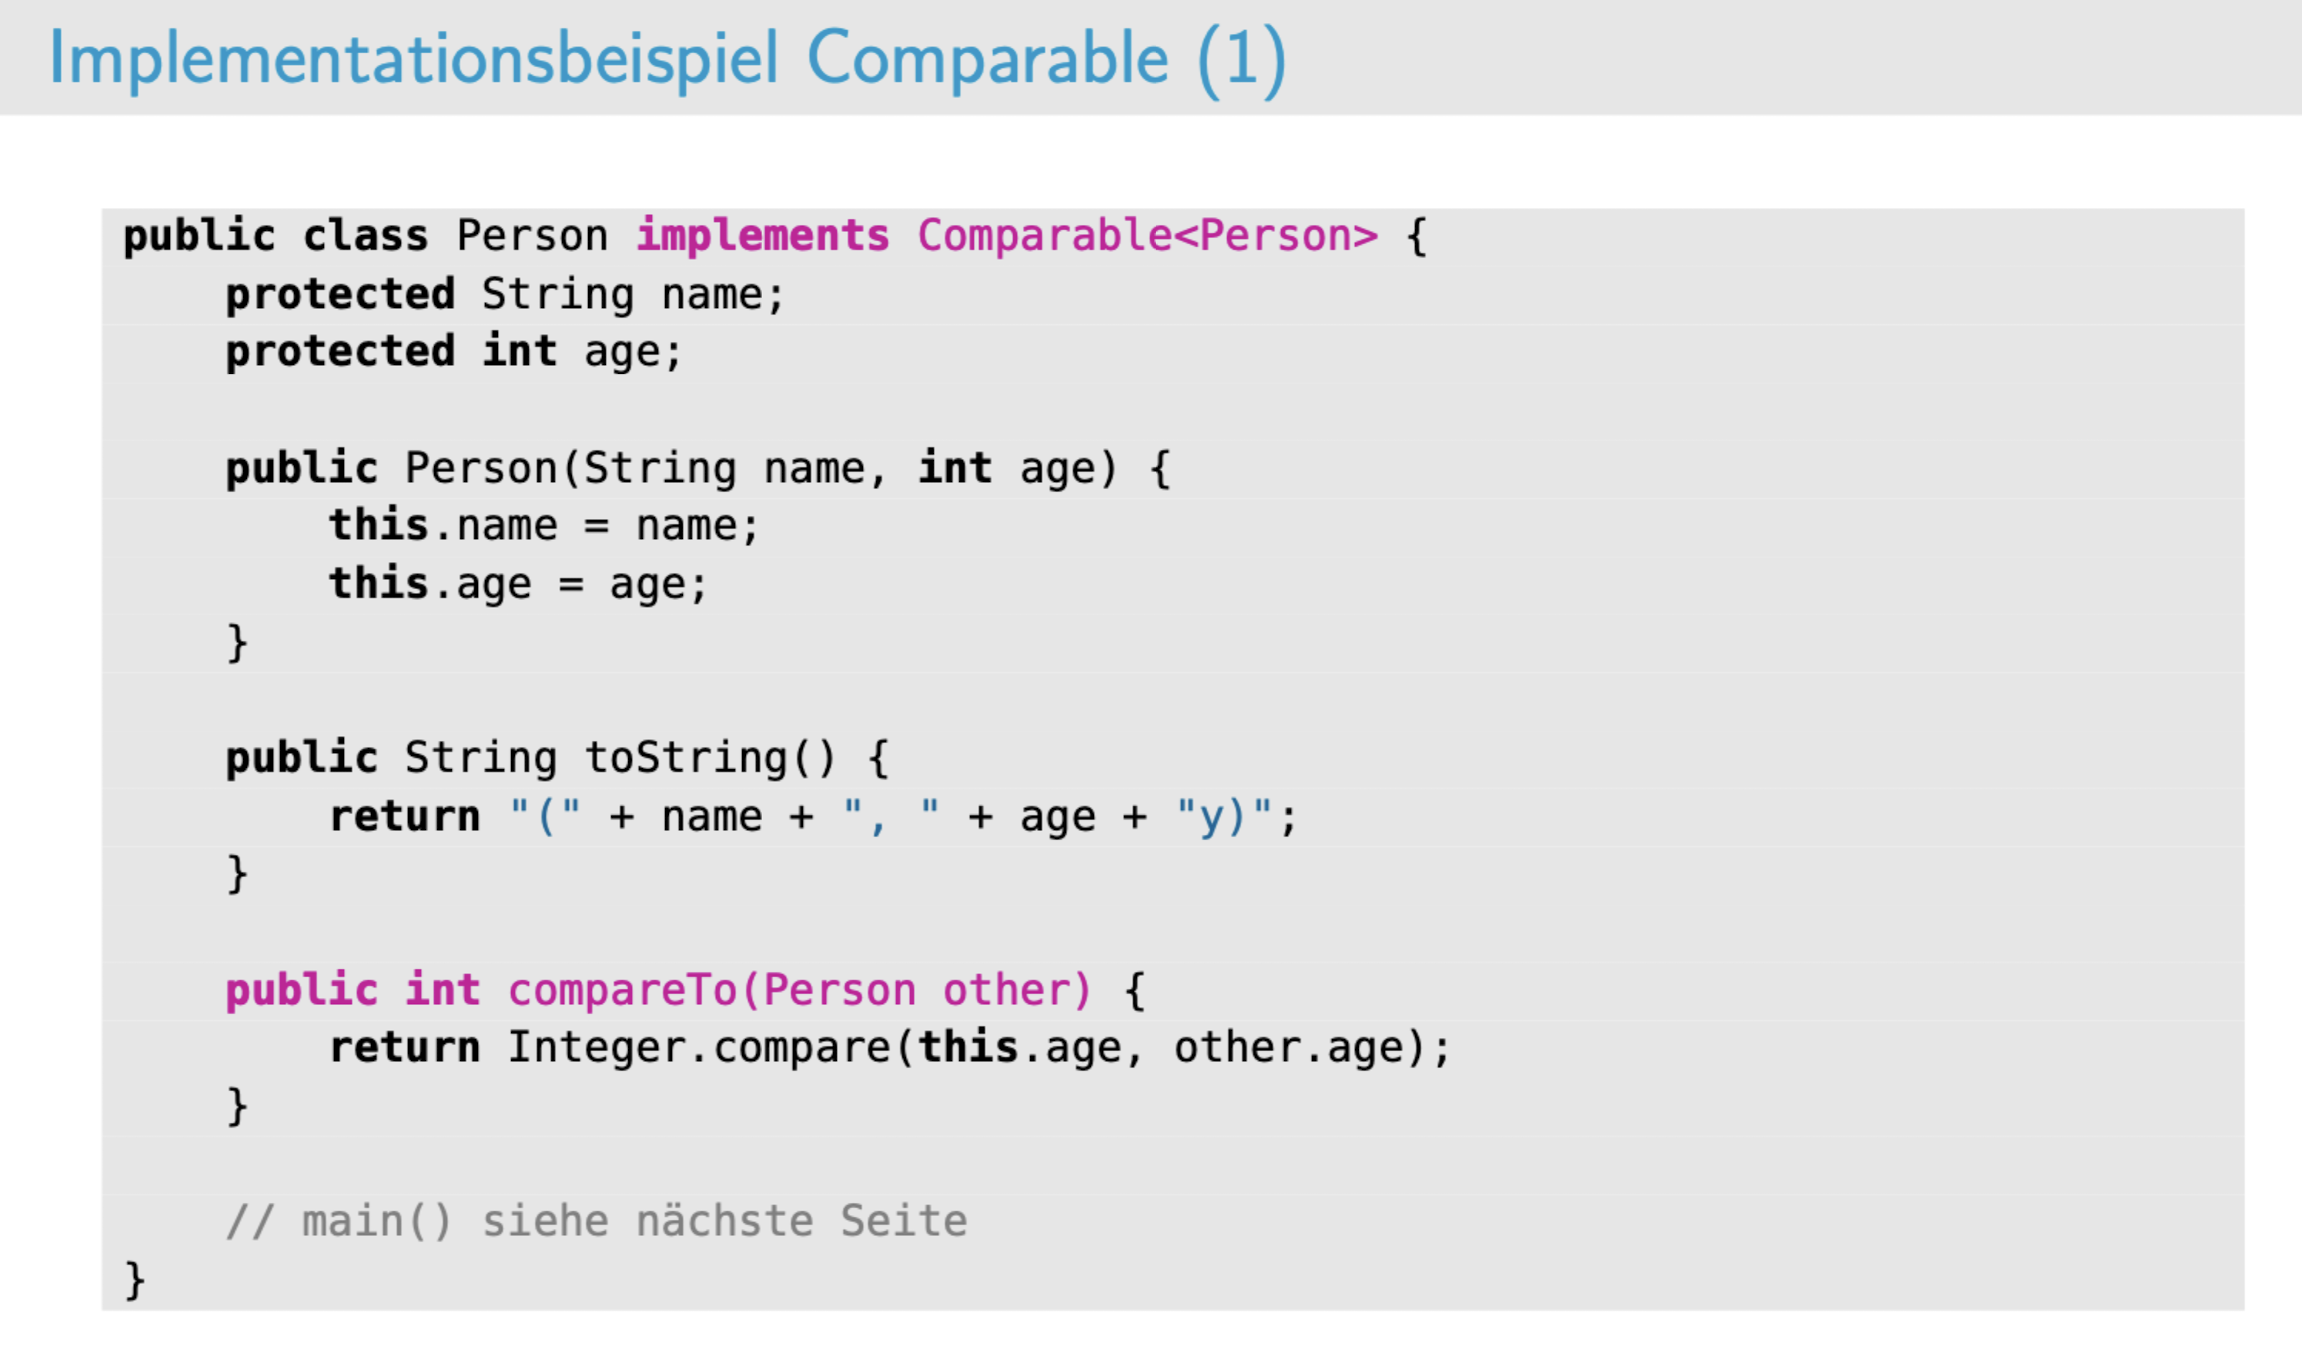 Implementationsbeispiel Comparable (1)
public class Person implements Comparable<Person> {
    protected String name;
    protected int age;

    public Person(String name, int age) {
        this.name = name;
        this.age = age;
    }

    public String toString() {
        return "(" + name + ", " + age + "y)";
    }

    public int compareTo(Person other) {
        return Integer.compare(this.age, other.age);
    }

    // main() siehe nächste Seite
}